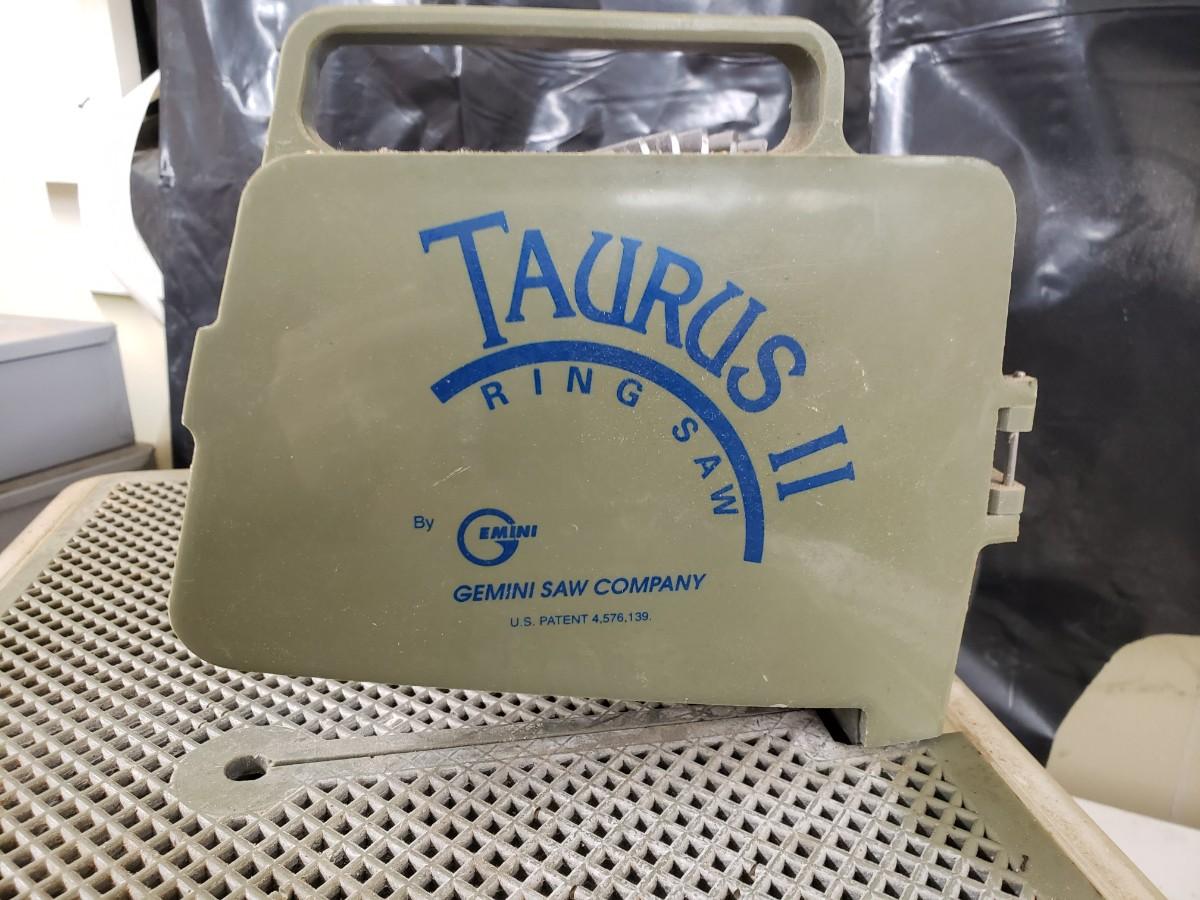 TAURUS II
RING SAW
By GEMINI
GEMINI SAW COMPANY
U.S. PATENT 4,576,139.